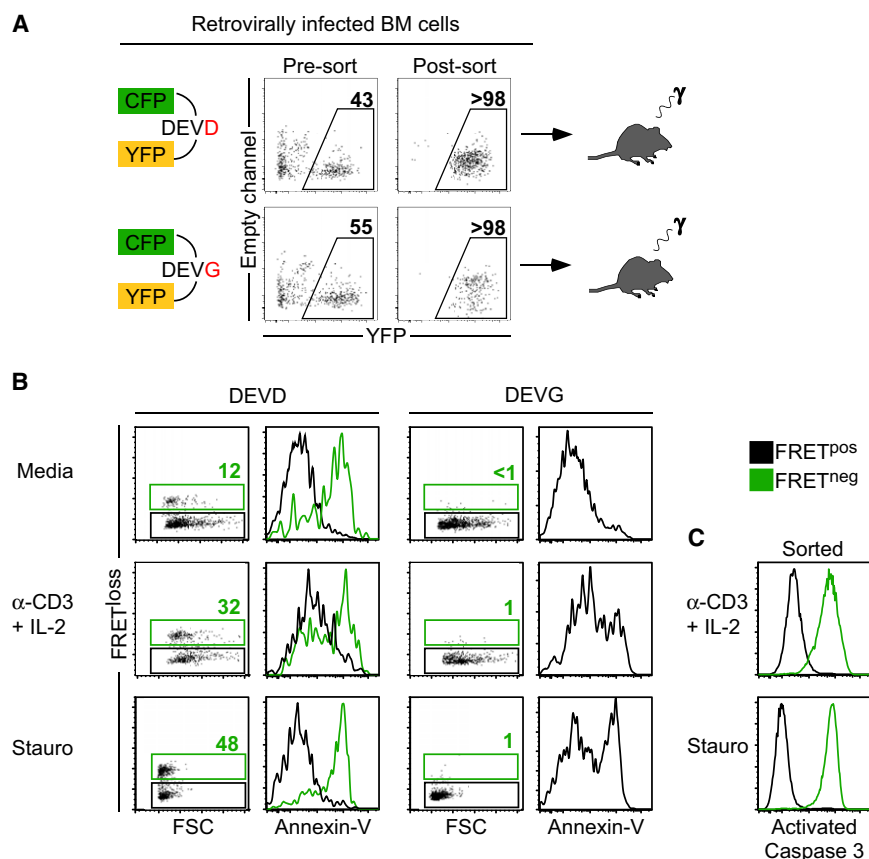 A
Retrovirally infected BM cells
Pre-sort
Post-sort
CFP
DEVD
YFP
43
>98
γ
CFP
DEVG
YFP
55
>98
γ
Empty channel
YFP
B
DEVD
DEVG
Media
12
<1
FRETpos
FRETneg
α-CD3
+ IL-2
32
1
Stauro
48
1
FRETloss
FSC
Annexin-V
FSC
Annexin-V
C
Sorted
α-CD3
+ IL-2
Stauro
Activated
Caspase 3